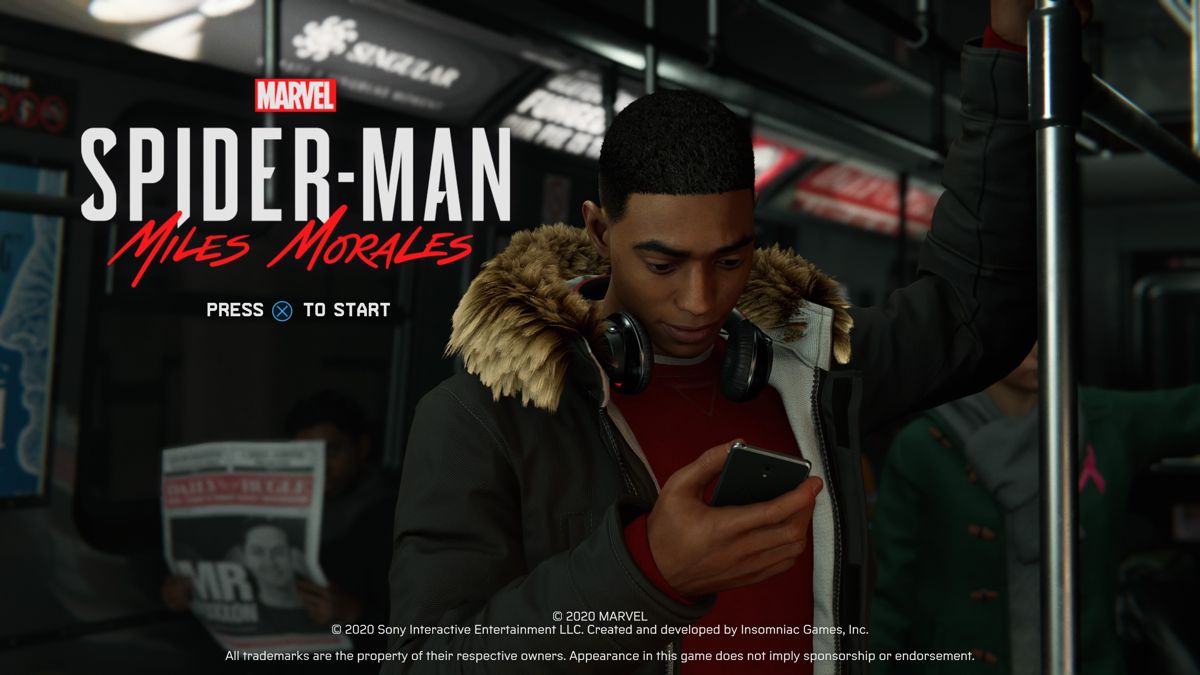 SINGULAR
MARVEL
SPIDER-MAN
MILES MORALES
PRESS TO START
DAILY BUGLE
MR
© 2020 MARVEL
© 2020 Sony Interactive Entertainment LLC. Created and developed by Insomniac Games, Inc.
All trademarks are the property of their respective owners. Appearance in this game does not imply sponsorship or endorsement.